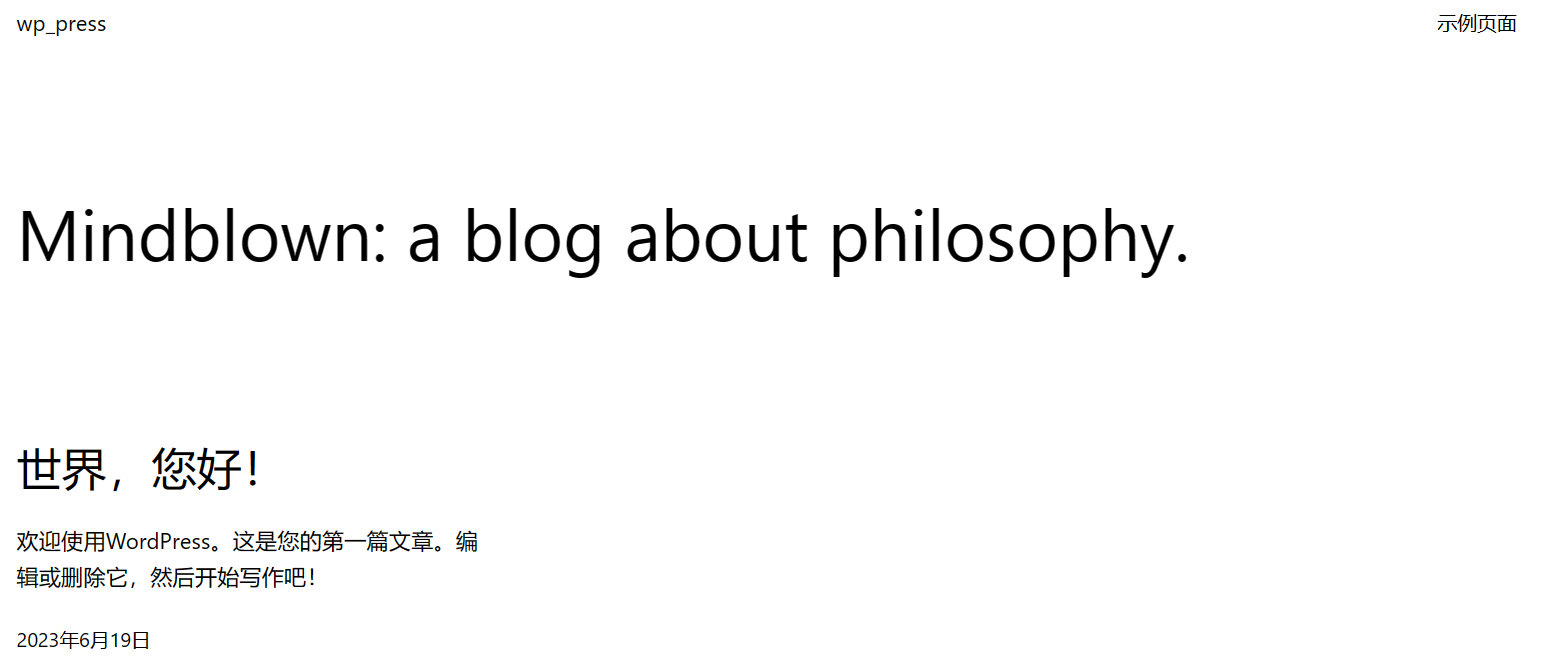 wp_press
示例页面
Mindblown: a blog about philosophy.
世界，您好！
欢迎使用WordPress。这是您的第一篇文章。编
辑或删除它，然后开始写作吧！
2023年6月19日